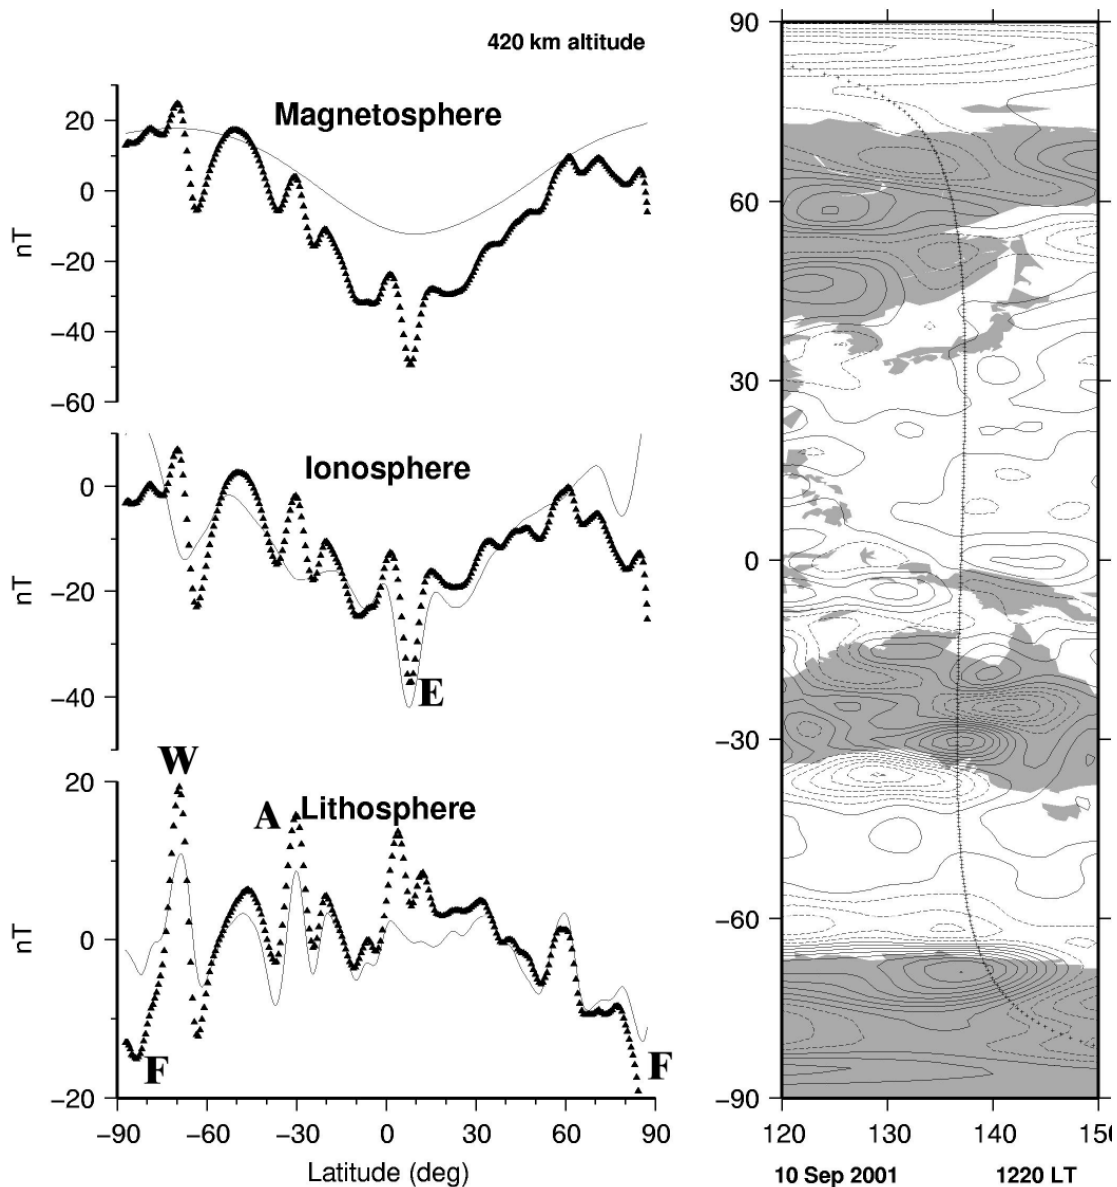 420 km altitude
Magnetosphere
20
0
−20
−40
−60
nT
Ionosphere
0
−20
−40
nT
E
W
A
Lithosphere
20
0
−20
nT
F
F
−90
−60
−30
0
30
60
90
Latitude (deg)
90
60
30
0
−30
−60
−90
120
130
140
150
10 Sep 2001
1220 LT